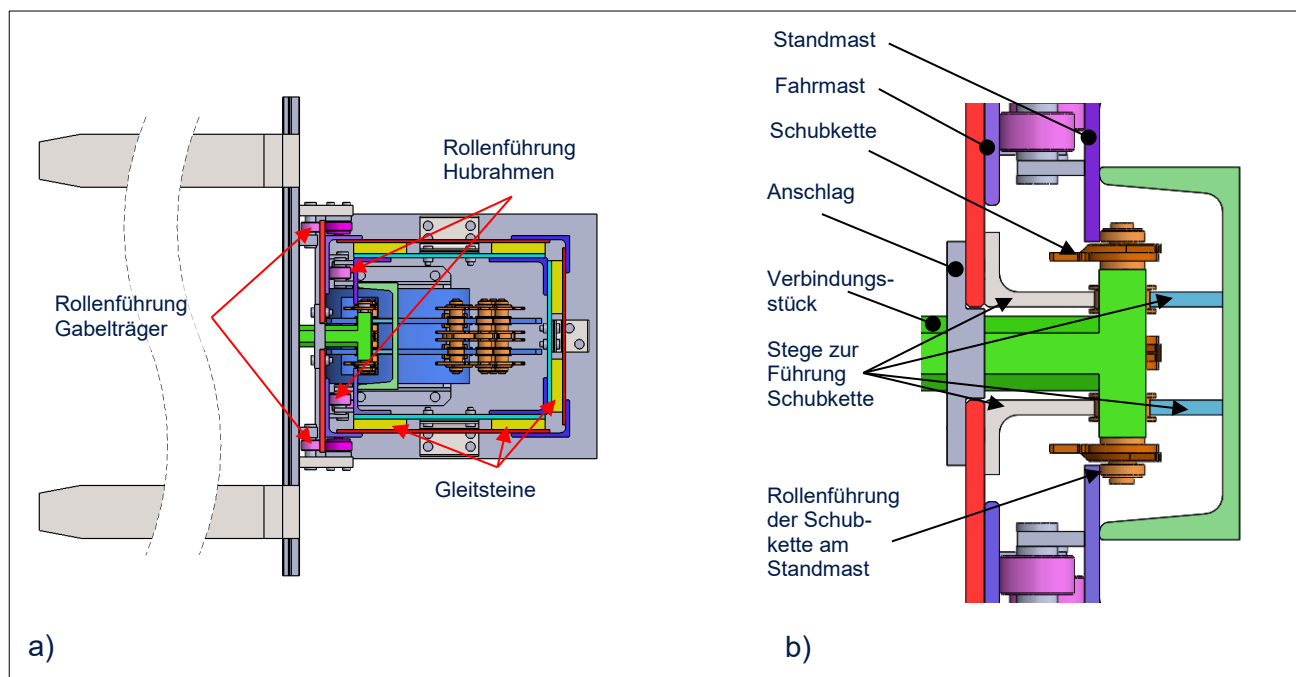 Rollenführung
Hubrahmen
Rollenführung
Gabelträger
Gleitsteine
a)
Standmast
Fahrmast
Schubkette
Anschlag
Verbindungs-
stück
Stege zur
Führung
Schubkette
Rollenführung
der Schub-
kette am
Standmast
b)